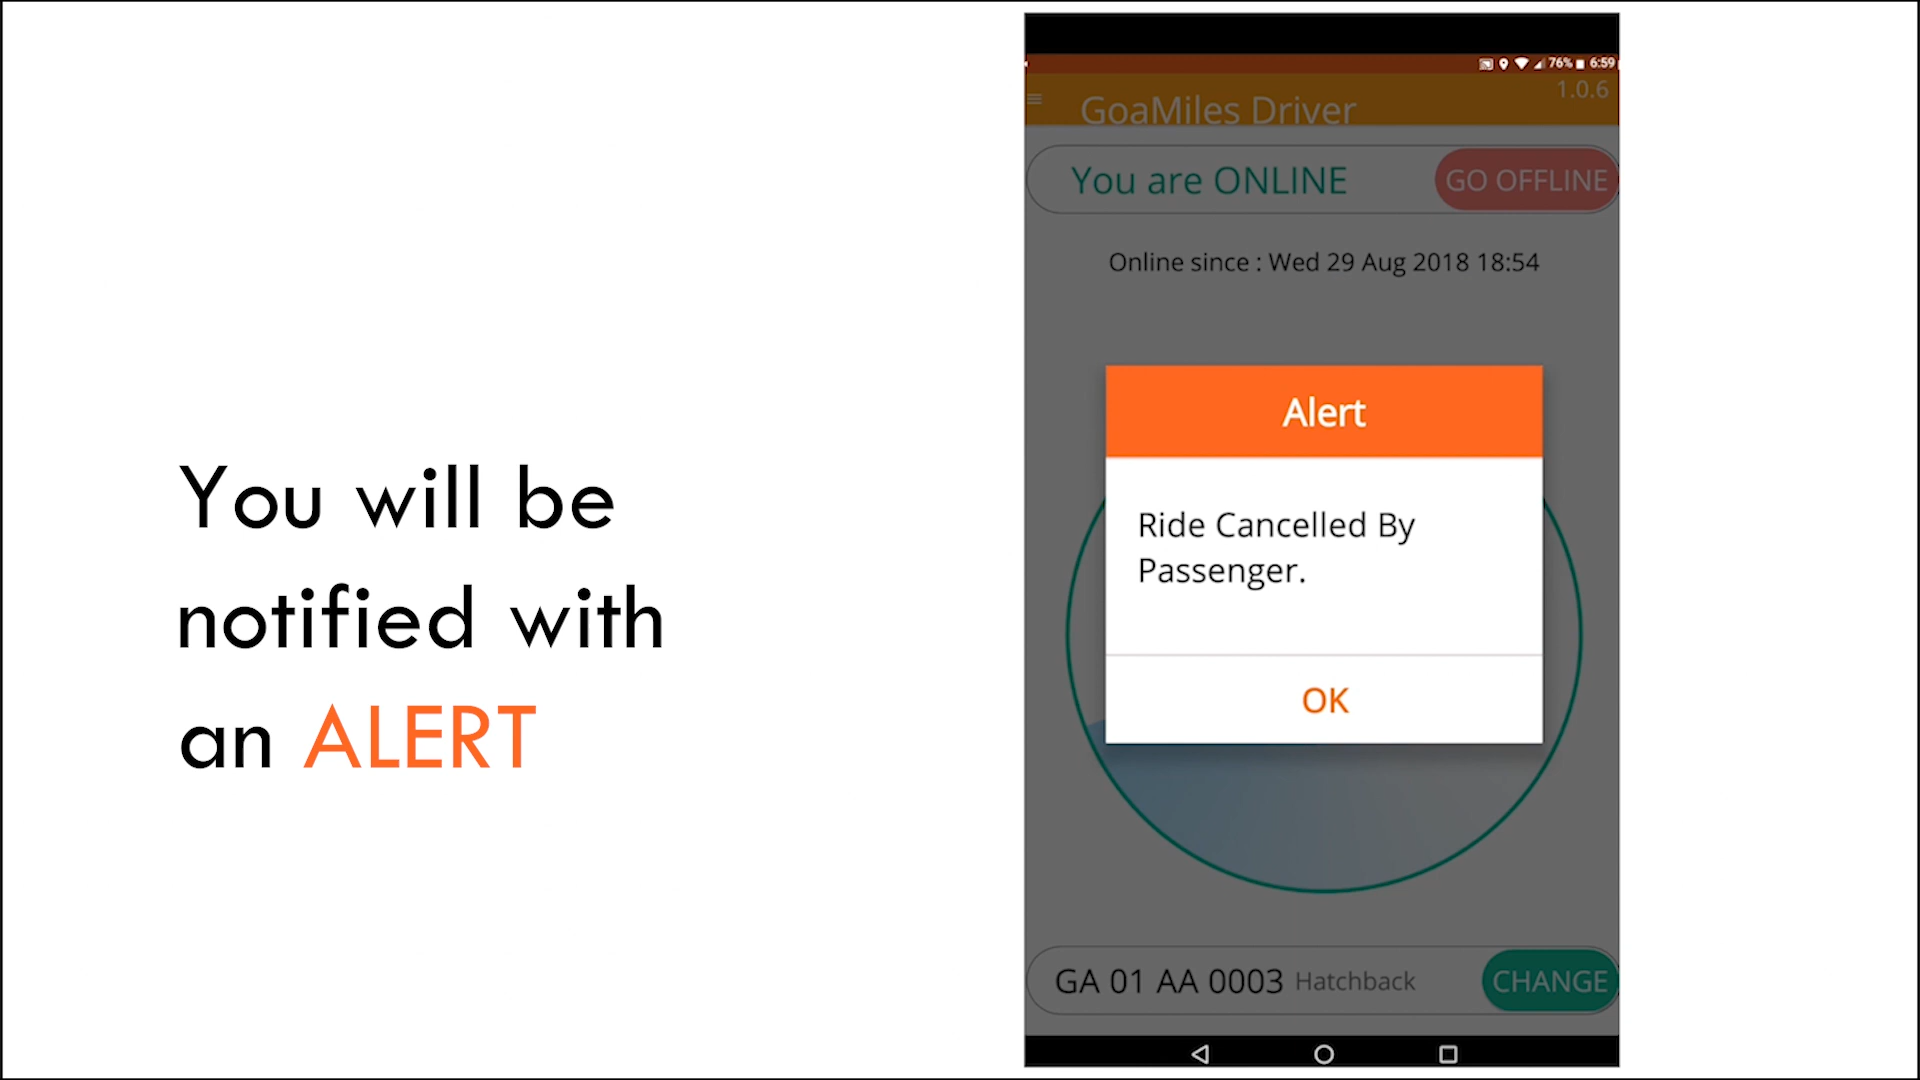 You will be
notified with
an ALERT
76% 6:59
1.0.6
GoaMiles Driver
You are ONLINE
GO OFFLINE
Online since : Wed 29 Aug 2018 18:54
Alert
Ride Cancelled By
Passenger.
OK
GA 01 AA 0003 Hatchback
CHANGE